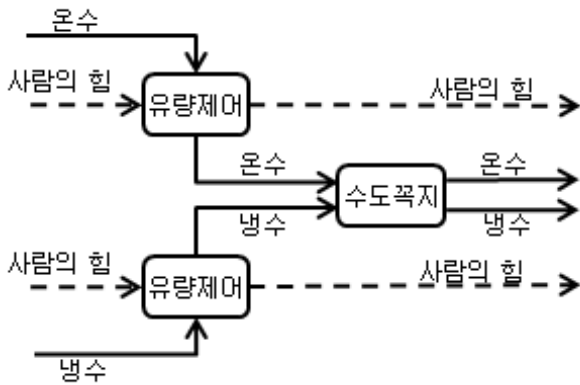 온수
사람의 힘
유량제어
사람의 힘
온수
온수
수도꼭지
냉수
냉수
사람의 힘
유량제어
사람의 힘
냉수